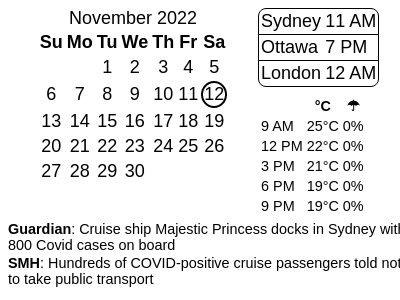 November 2022
Su Mo Tu We Th Fr Sa
1 2 3 4 5
6 7 8 9 10 11 12
13 14 15 16 17 18 19
20 21 22 23 24 25 26
27 28 29 30
Sydney 11 AM
Ottawa 7 PM
London 12 AM
°C ☂
9 AM 25°C 0%
12 PM 22°C 0%
3 PM 21°C 0%
6 PM 19°C 0%
9 PM 19°C 0%
Guardian: Cruise ship Majestic Princess docks in Sydney with
800 Covid cases on board
SMH: Hundreds of COVID-positive cruise passengers told not
to take public transport